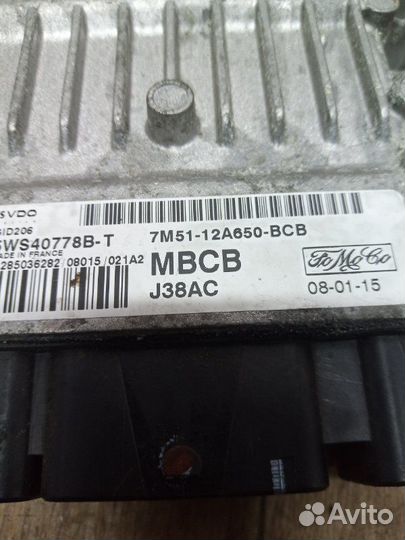 SVDO
SID206
5WS40778B-T
MADE IN FRANCE
285036282 / 08015 / 021A2
7M51-12A650-BCB
MBCB
J38AC
FoMoCo
08-01-15
Avito